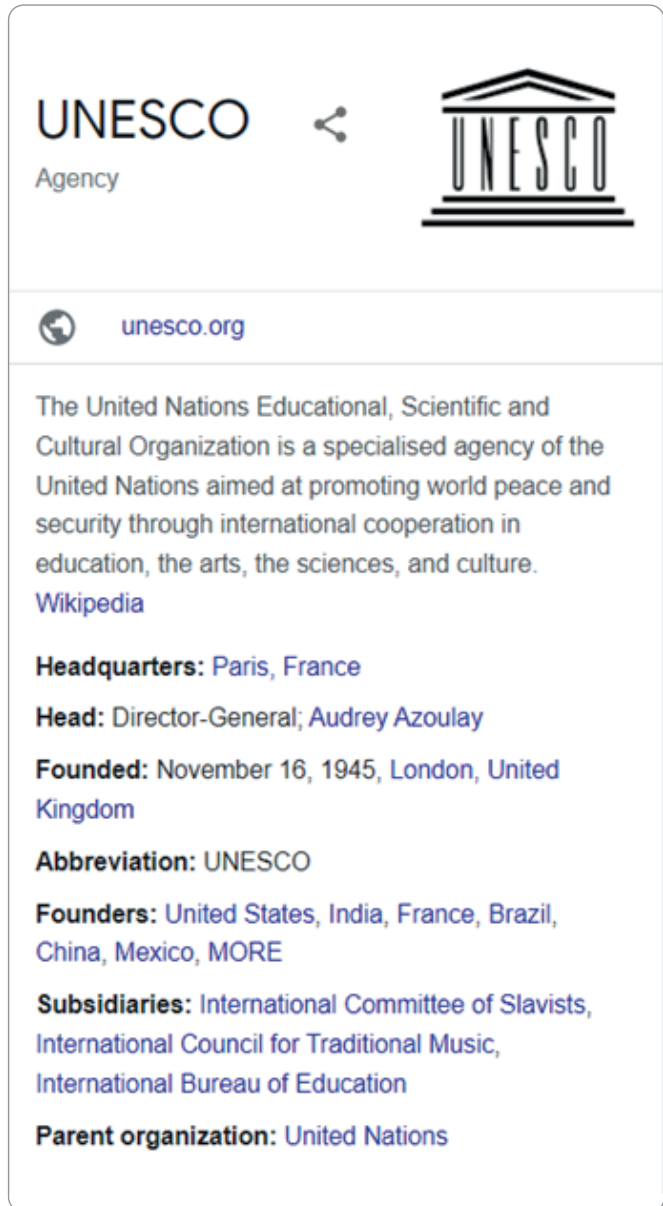 UNESCO
Agency
UNESCO
unesco.org
The United Nations Educational, Scientific and
Cultural Organization is a specialised agency of the
United Nations aimed at promoting world peace and
security through international cooperation in
education, the arts, the sciences, and culture.
Wikipedia
Headquarters: Paris, France
Head: Director-General; Audrey Azoulay
Founded: November 16, 1945, London, United
Kingdom
Abbreviation: UNESCO
Founders: United States, India, France, Brazil,
China, Mexico, MORE
Subsidiaries: International Committee of Slavists,
International Council for Traditional Music,
International Bureau of Education
Parent organization: United Nations